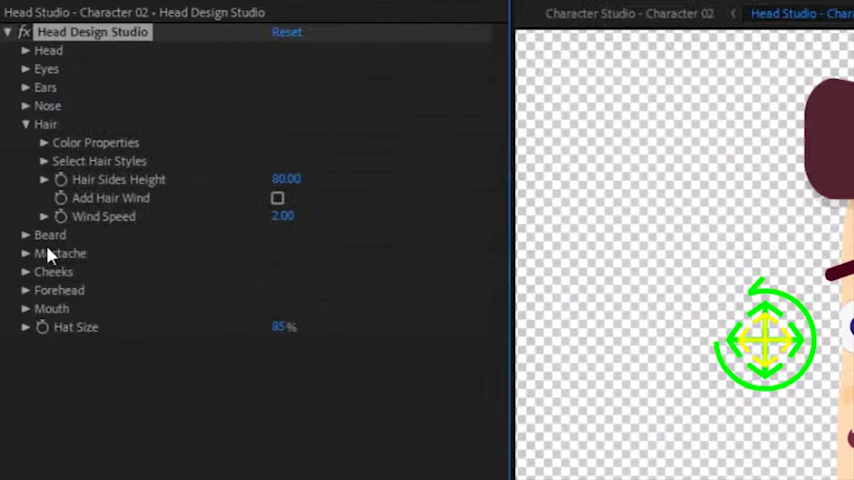 Head Studio - Character 02 • Head Design Studio
Character Studio - Character 02
Head Studio - Character
fx Head Design Studio Reset
Head
Eyes
Ears
Nose
Hair
Color Properties
Select Hair Styles
Hair Sides Height 80.00
Add Hair Wind
Wind Speed 2.00
Beard
Mustache
Cheeks
Forehead
Mouth
Hat Size 85%